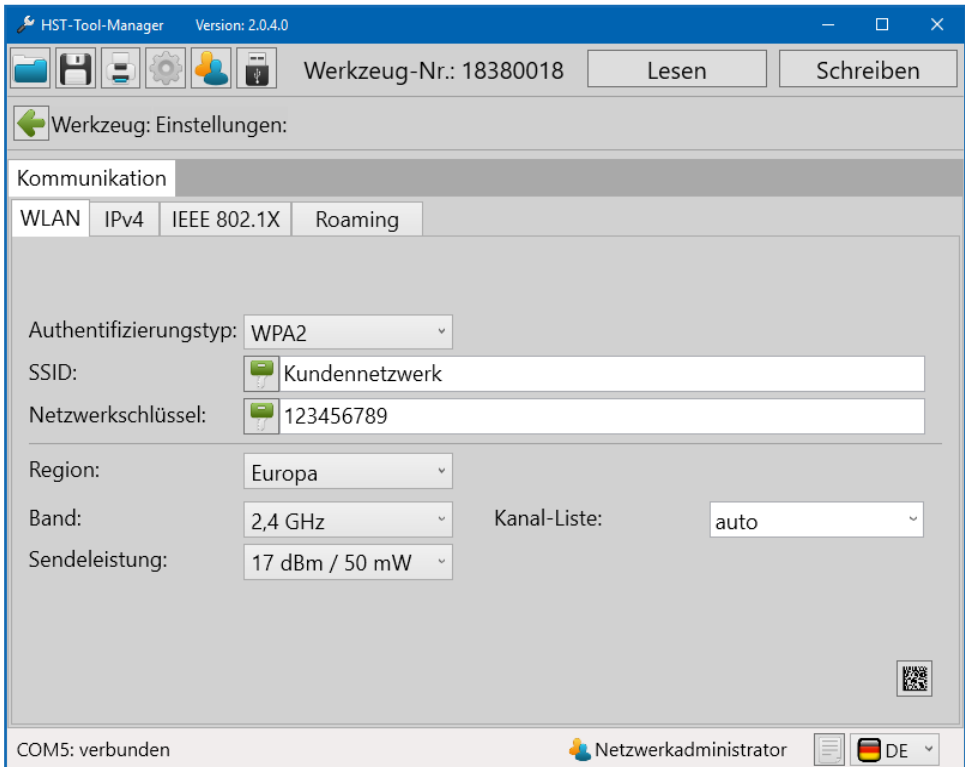 HST-Tool-Manager Version: 2.0.4.0
Werkzeug-Nr.: 18380018 Lesen Schreiben
Werkzeug: Einstellungen:
Kommunikation
WLAN IPv4 IEEE 802.1X Roaming
Authentifizierungstyp: WPA2
SSID: Kundennetzwerk
Netzwerkschlüssel: 123456789
Region: Europa
Band: 2,4 GHz Kanal-Liste: auto
Sendeleistung: 17 dBm / 50 mW
COM5: verbunden Netzwerkadministrator DE